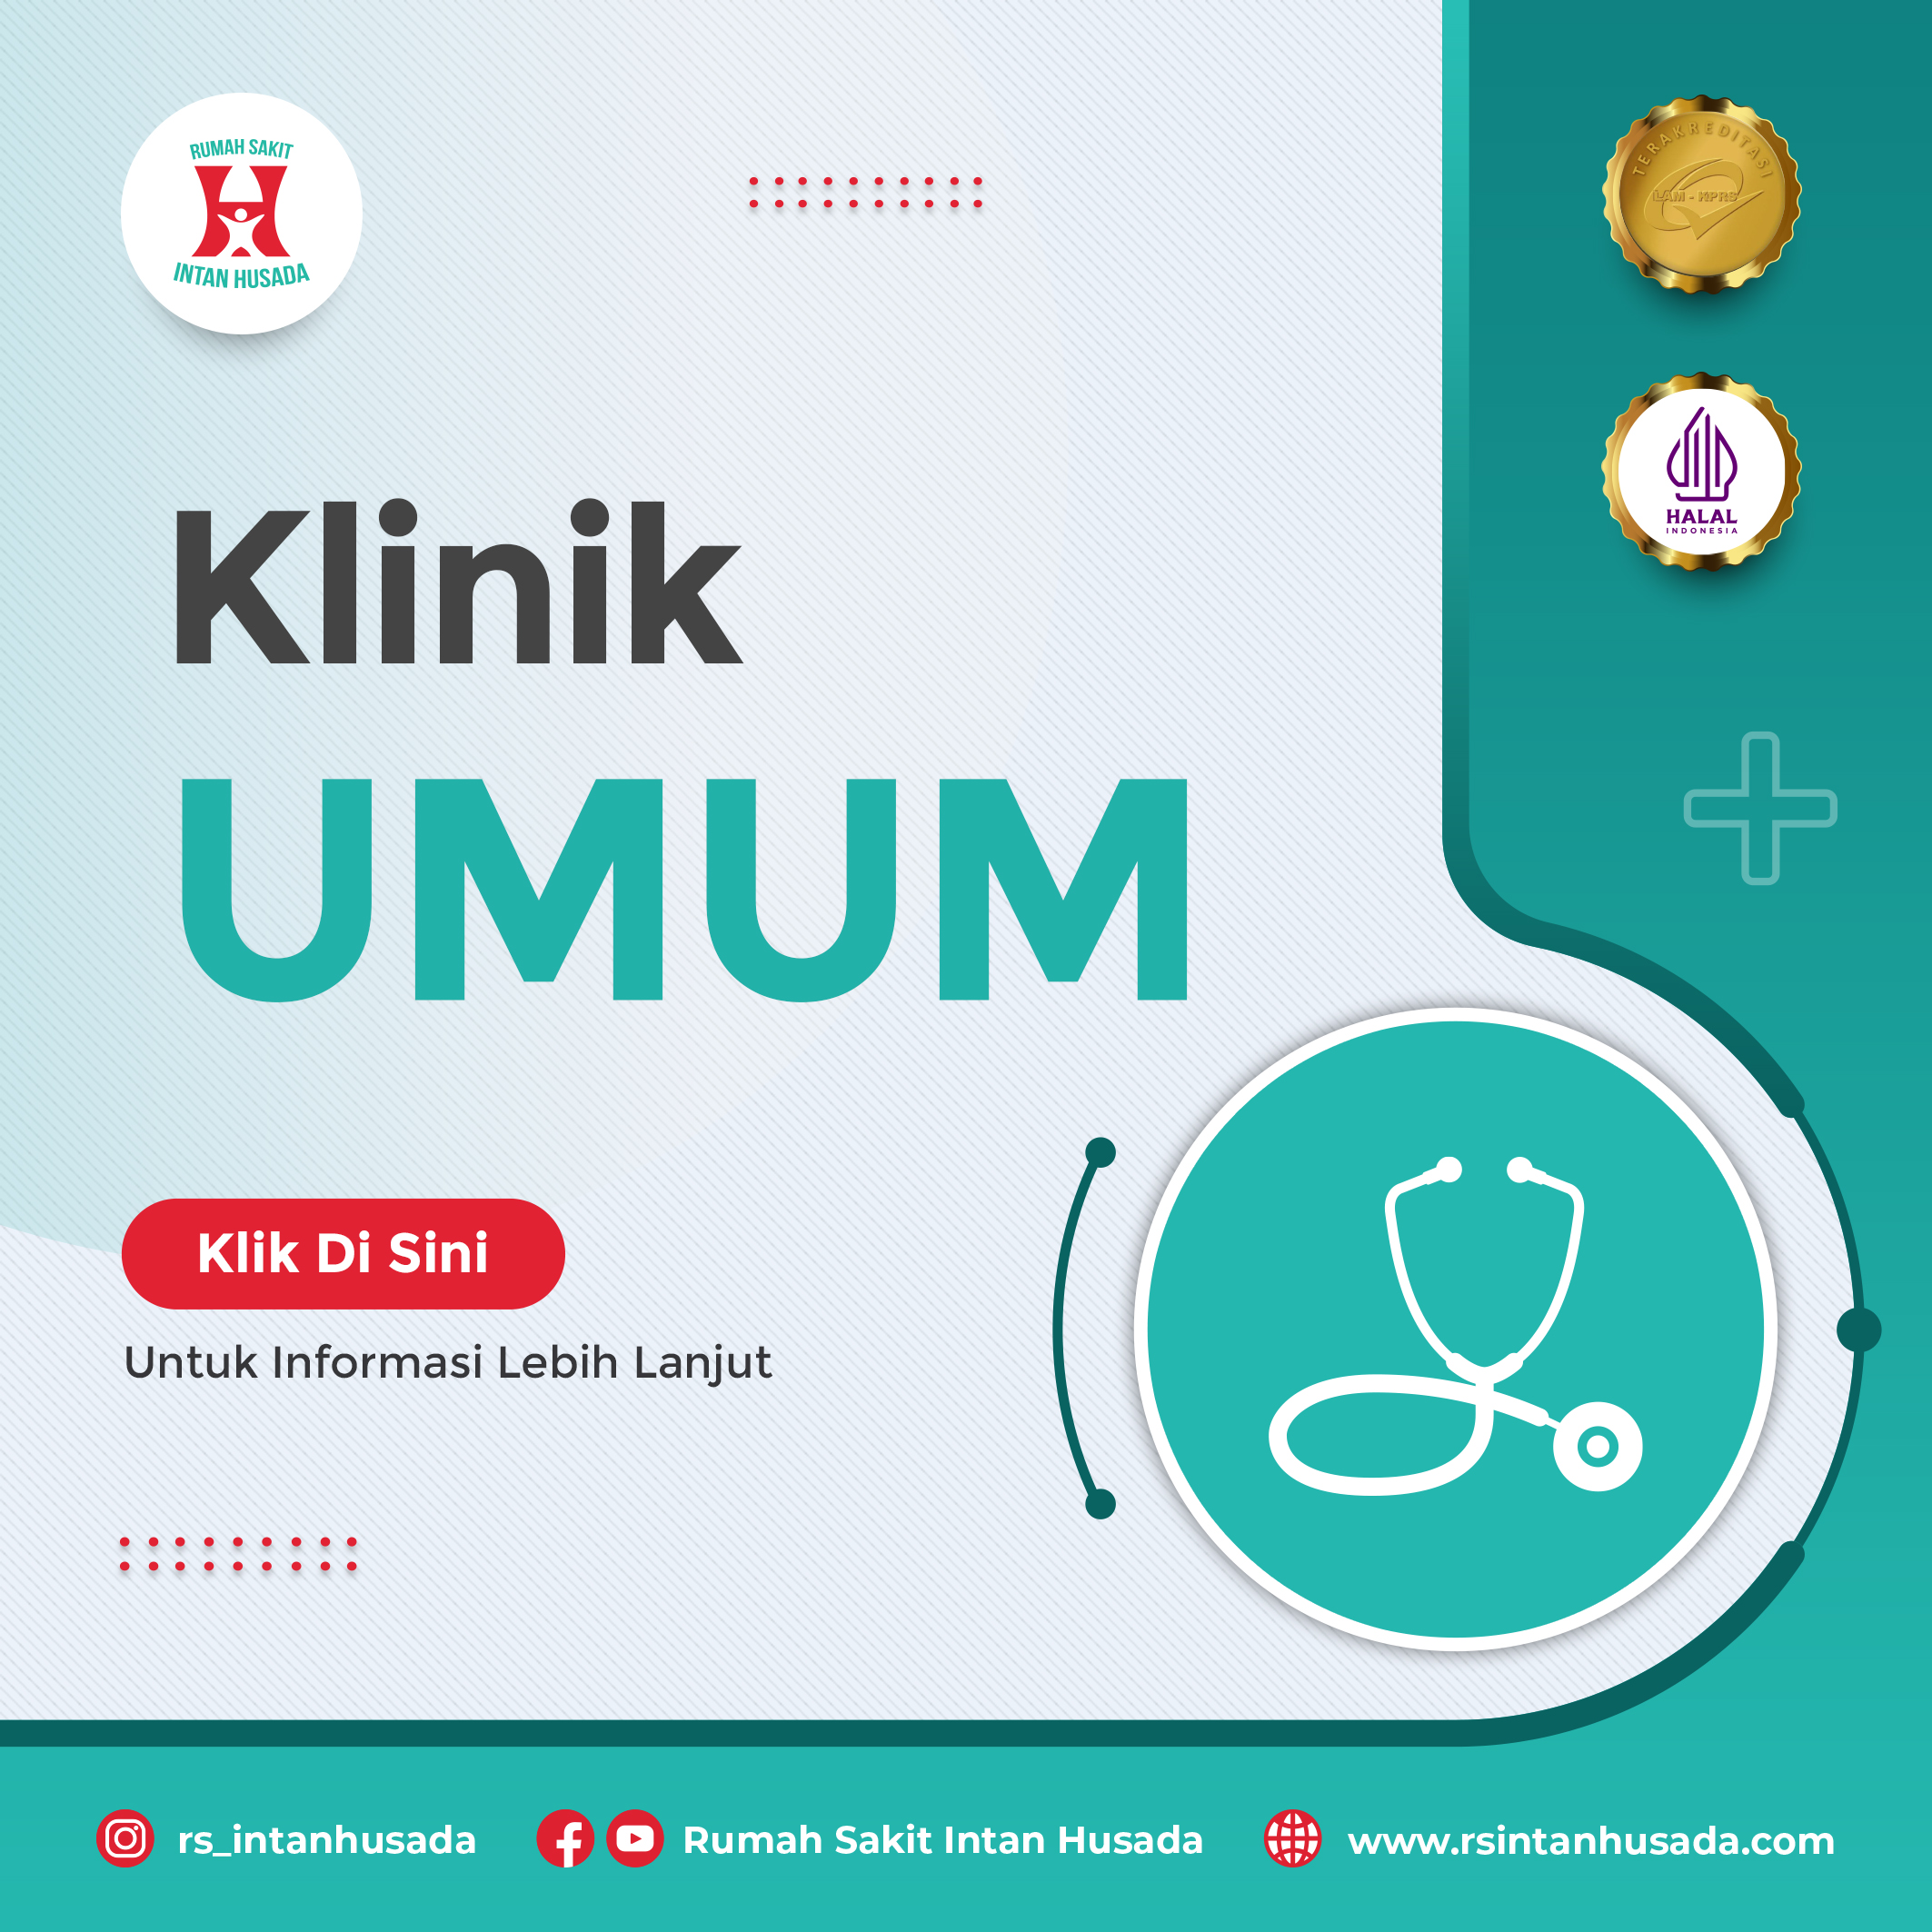 RUMAH SAKIT
INTAN HUSADA
TERAKREDITASI
LAM - KPRS
HALAL
INDONESIA
Klinik
UMUM
Klik Di Sini
Untuk Informasi Lebih Lanjut
rs_intanhusada
Rumah Sakit Intan Husada
www.rsintanhusada.com